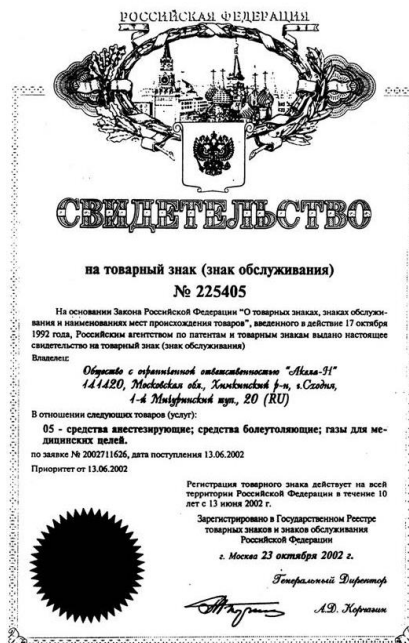 РОССИЙСКАЯ ФЕДЕРАЦИЯ
СВИДЕТЕЛЬСТВО
на товарный знак (знак обслуживания)
№ 225405
На основании Закона Российской Федерации "О товарных знаках, знаках обслужи-
вания и наименованиях мест происхождения товаров", введенного в действие 17 октября
1992 года, Российским агентством по патентам и товарным знакам выдано настоящее
свидетельство на товарный знак (знак обслуживания)
Владелец:
Общество с ограниченной ответственностью "Акела-Н"
141420, Московская обл., Химкинский р-н, г.Сходня,
1-й Мичуринский туп., 20 (RU)
В отношении следующих товаров (услуг):
05 - средства анестезирующие; средства болеутоляющие; газы для ме-
дицинских целей.
по заявке № 2002711626, дата поступления 13.06.2002
Приоритет от 13.06.2002
Регистрация товарного знака действует на всей
территории Российской Федерации в течение 10
лет с 13 июня 2002 г.
Зарегистрировано в Государственном Реестре
товарных знаков и знаков обслуживания
Российской Федерации
г. Москва 23 октября 2002 г.
Генеральный Директор
А.Д. Корчагин